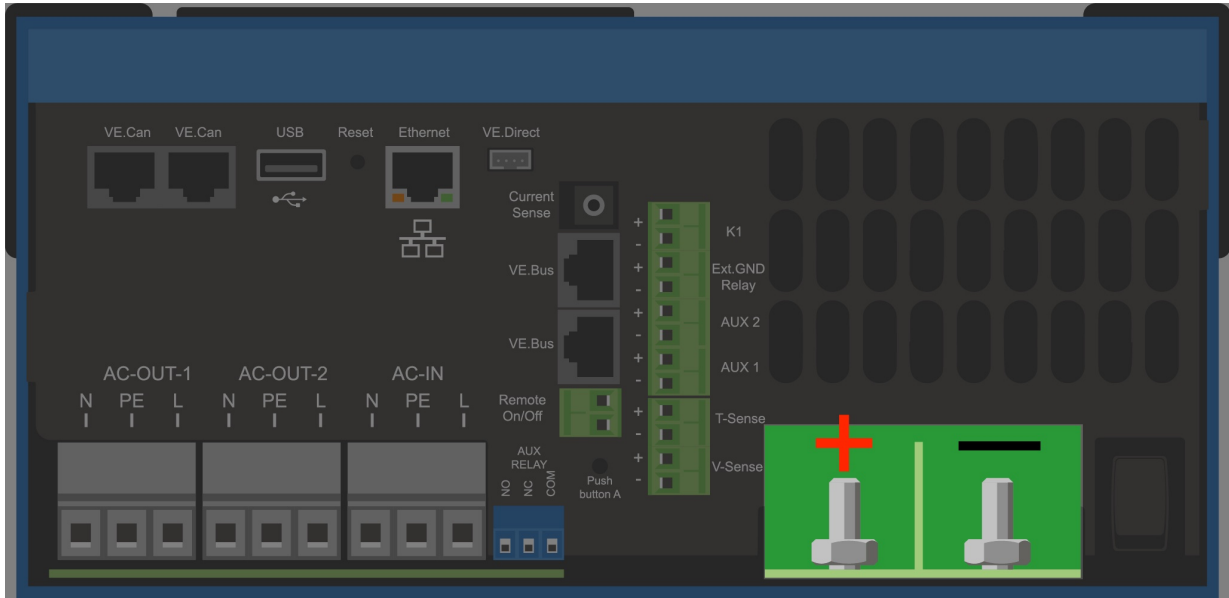 VE.Can VE.Can USB Reset Ethernet VE.Direct
Current
Sense
VE.Bus
VE.Bus
+ K1
-
+ Ext.GND
- Relay
+ AUX 2
-
+ AUX 1
-
AC-OUT-1 AC-OUT-2 AC-IN
N PE L N PE L N PE L
Remote
On/Off
+ T-Sense
-
+ V-Sense
-
AUX
RELAY
NO NC COM
Push
button A
+ -